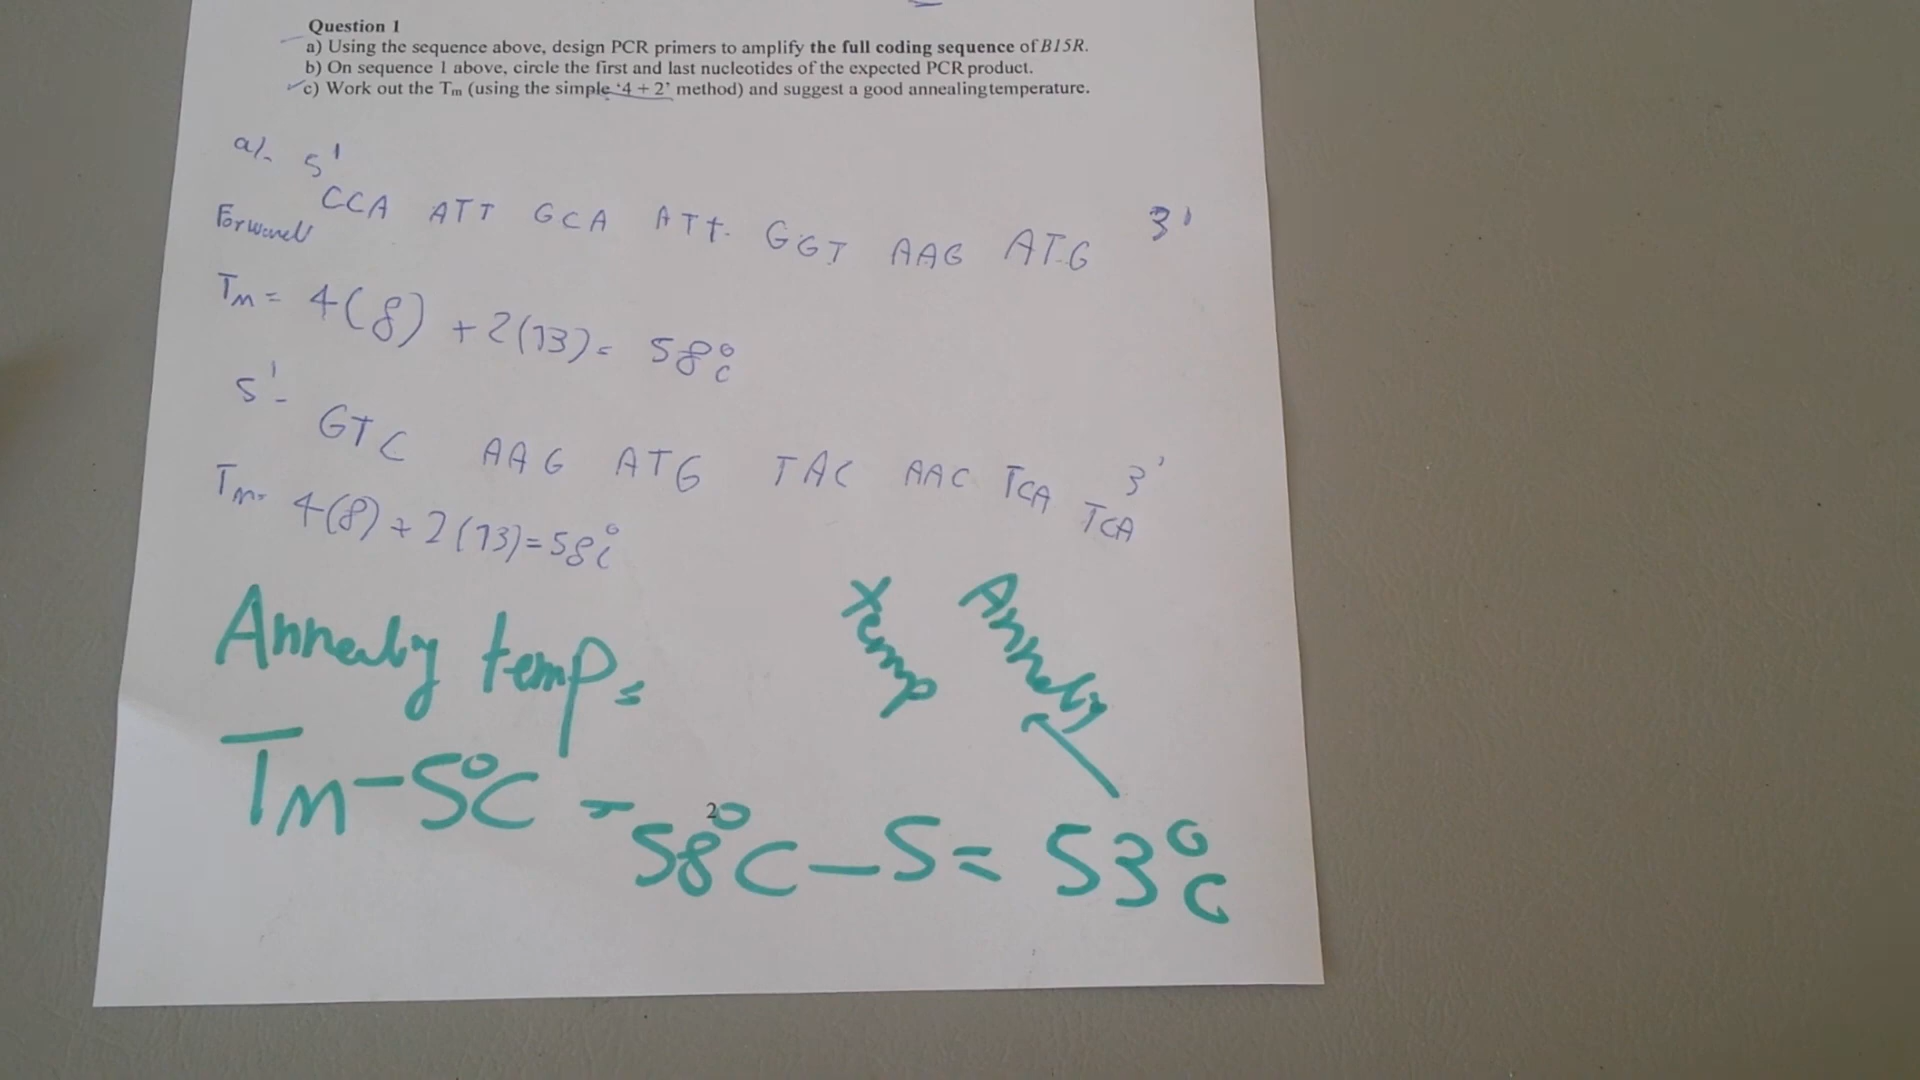 Question 1
a) Using the sequence above, design PCR primers to amplify the full coding sequence of B15R.
b) On sequence 1 above, circle the first and last nucleotides of the expected PCR product.
c) Work out the Tm (using the simple ‘4 + 2’ method) and suggest a good annealing temperature.
a)- 5'
CCA ATT GCA ATT GGT AAG ATG 3'
Forward
TM = 4(8) + 2(13) = 58°C
5'-
GTC AAG ATG TAC AAC TCA TCA 3'
TM= 4(8) + 2(13) = 58°C
temp
TM - 5°C = 58°C - 5 = 53°C
temp
2